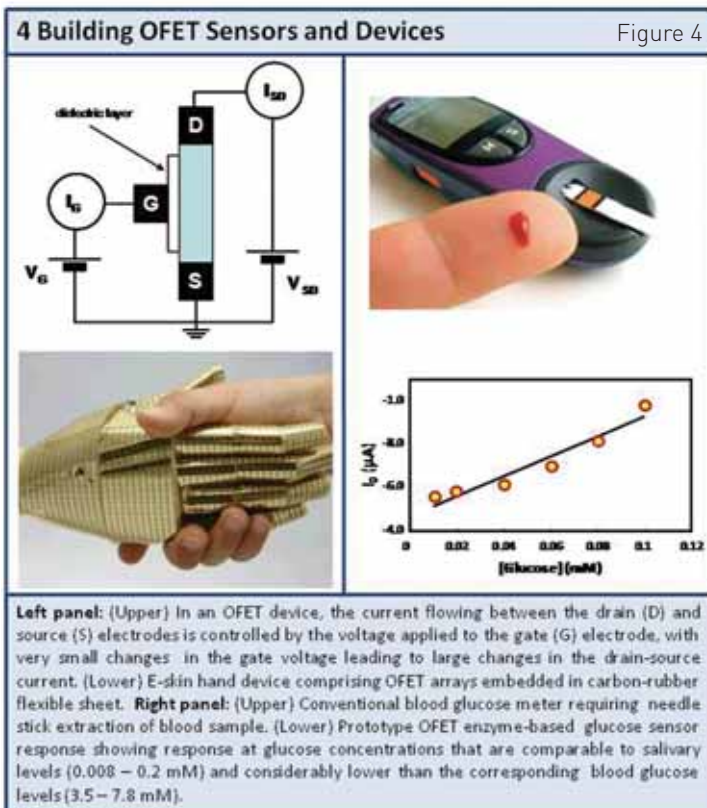 4 Building OFET Sensors and Devices
Figure 4
dielectric layer
D
I_SD
I_G
G
S
V_G
V_SD
I_D (µA)
-1.0
-8.0
-6.0
-4.0
0 0.02 0.04 0.06 0.08 0.1 0.12
[Glucose] (mM)
Left panel: (Upper) In an OFET device, the current flowing between the drain (D) and
source (S) electrodes is controlled by the voltage applied to the gate (G) electrode, with
very small changes in the gate voltage leading to large changes in the drain-source
current. (Lower) E-skin hand device comprising OFET arrays embedded in carbon-rubber
flexible sheet. Right panel: (Upper) Conventional blood glucose meter requiring needle
stick extraction of blood sample. (Lower) Prototype OFET enzyme-based glucose sensor
response showing response at glucose concentrations that are comparable to salivary
levels (0.008 – 0.2 mM) and considerably lower than the corresponding blood glucose
levels (3.5 – 7.8 mM).